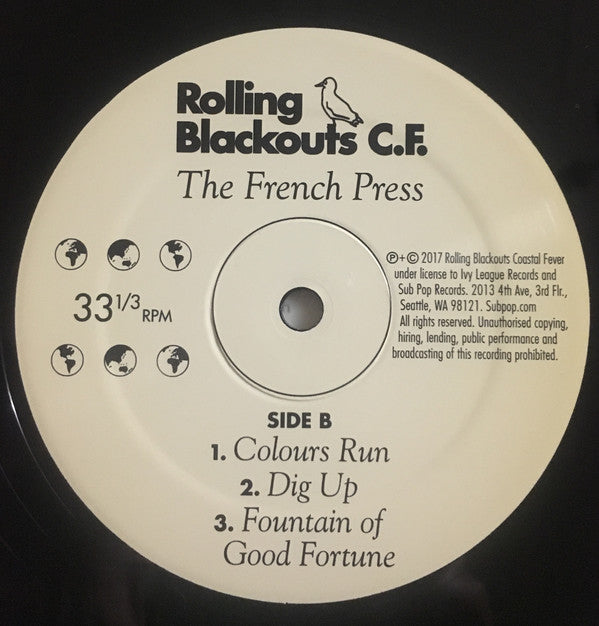 Rolling
Blackouts C.F.
The French Press
33 1/3 RPM
℗+© 2017 Rolling Blackouts Coastal Fever
under license to Ivy League Records and
Sub Pop Records. 2013 4th Ave, 3rd Flr.,
Seattle, WA 98121. Subpop.com
All rights reserved. Unauthorised copying,
hiring, lending, public performance and
broadcasting of this recording prohibited.
SIDE B
1. Colours Run
2. Dig Up
3. Fountain of
Good Fortune